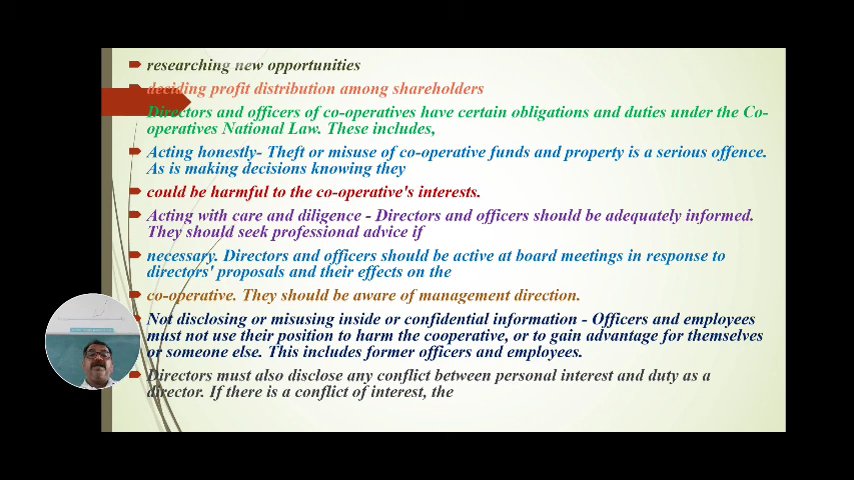 researching new opportunities
deciding profit distribution among shareholders
Directors and officers of co-operatives have certain obligations and duties under the Co-
operatives National Law. These includes,
Acting honestly- Theft or misuse of co-operative funds and property is a serious offence.
As is making decisions knowing they
could be harmful to the co-operative's interests.
Acting with care and diligence - Directors and officers should be adequately informed.
They should seek professional advice if
necessary. Directors and officers should be active at board meetings in response to
directors' proposals and their effects on the
co-operative. They should be aware of management direction.
Not disclosing or misusing inside or confidential information - Officers and employees
must not use their position to harm the cooperative, or to gain advantage for themselves
or someone else. This includes former officers and employees.
Directors must also disclose any conflict between personal interest and duty as a
director. If there is a conflict of interest, the